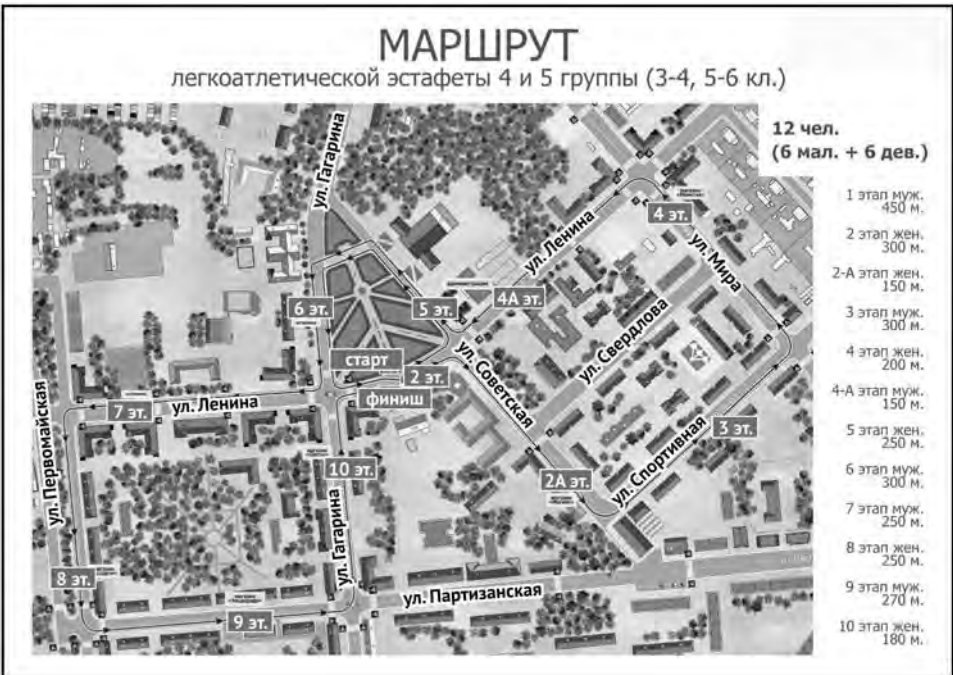 МАРШРУТ
легкоатлетической эстафеты 4 и 5 группы (3-4, 5-6 кл.)
12 чел.
(6 мал. + 6 дев.)
1 этап муж.
450 м.
2 этап жен.
300 м.
2-А этап жен.
150 м.
3 этап муж.
300 м.
4 этап жен.
200 м.
4-А этап муж.
150 м.
5 этап жен.
250 м.
6 этап муж.
300 м.
7 этап муж.
250 м.
8 этап жен.
250 м.
9 этап муж.
270 м.
10 этап жен.
180 м.
ул. Гагарина
4 эт.
ул. Ленина
ул. Мира
4А эт.
6 эт.
5 эт.
ул. Свердлова
старт
2 эт.
ул. Советская
финиш
ул. Ленина
7 эт.
3 эт.
ул. Спортивная
ул. Первомайская
10 эт.
2А эт.
ул. Гагарина
8 эт.
ул. Партизанская
9 эт.